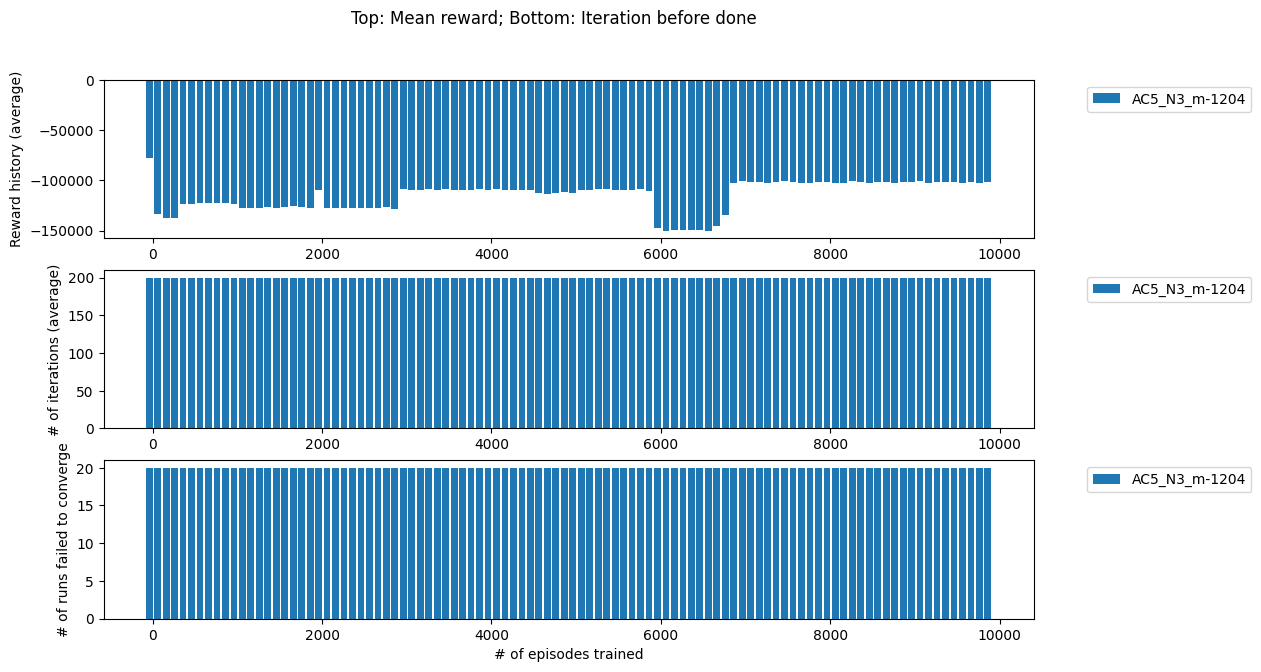 Top: Mean reward; Bottom: Iteration before done
Reward history (average)
0
−50000
−100000
−150000
0 2000 4000 6000 8000 10000
AC5_N3_m-1204
# of iterations (average)
200
150
100
50
0
0 2000 4000 6000 8000 10000
AC5_N3_m-1204
# of runs failed to converge
20
15
10
5
0
0 2000 4000 6000 8000 10000
# of episodes trained
AC5_N3_m-1204